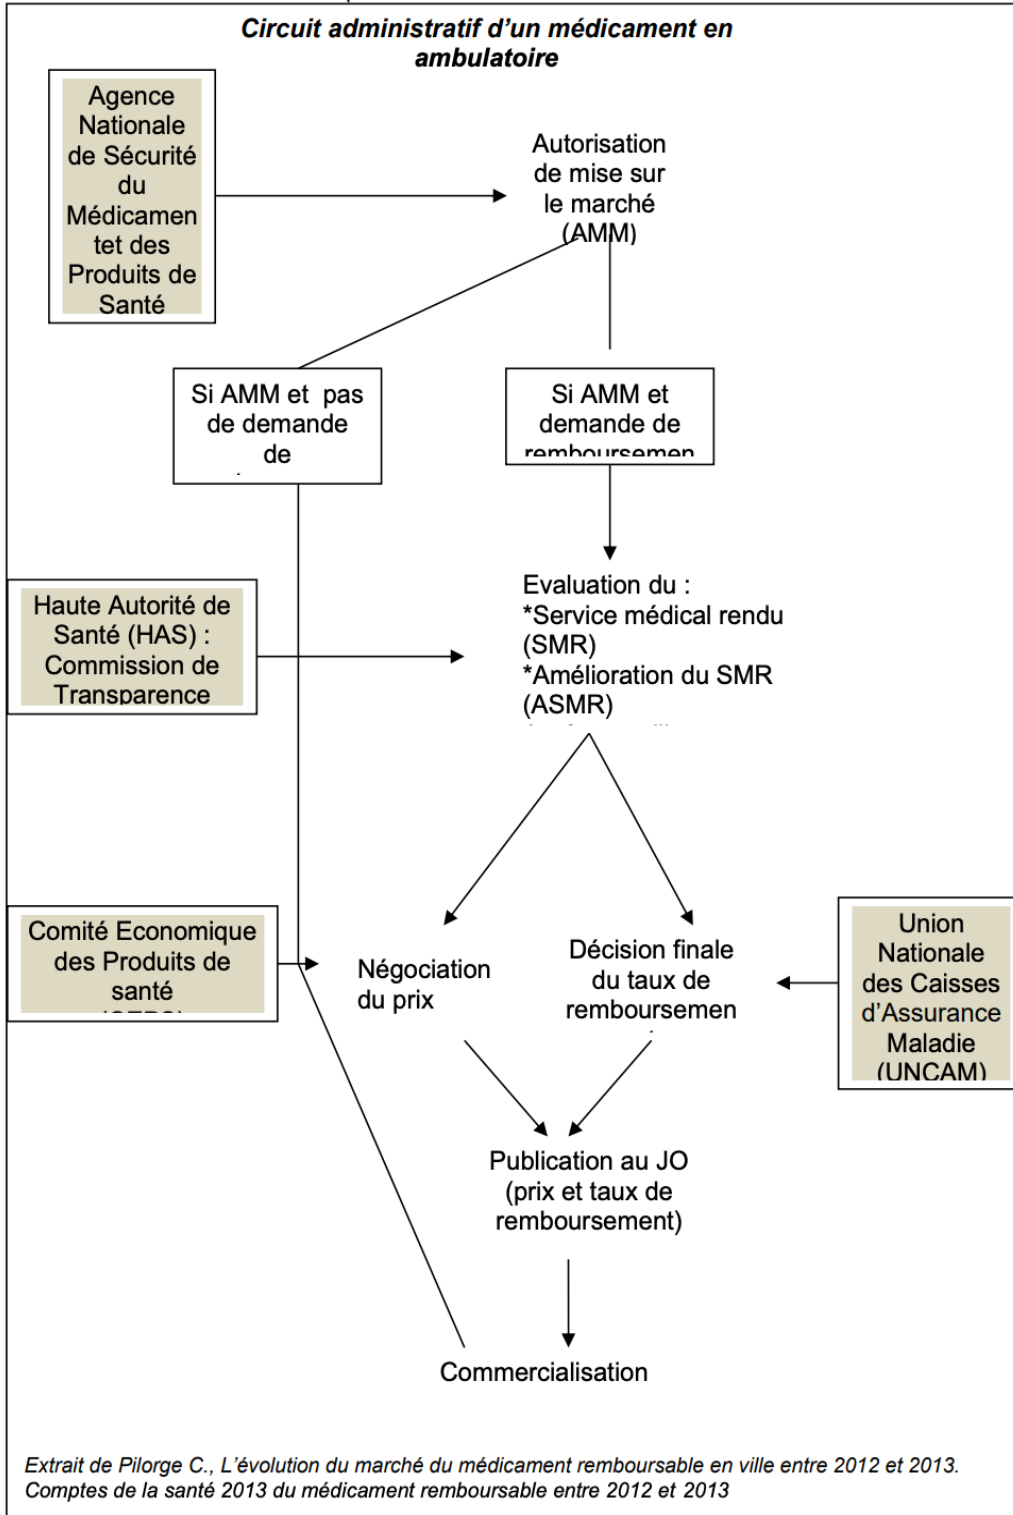 Circuit administratif d'un médicament en
ambulatoire
Agence
Nationale
de Sécurité
du
Médicamen
tet des
Produits de
Santé
Autorisation
de mise sur
le marché
(AMM)
Si AMM et pas
de demande
de
Si AMM et
demande de
remboursemen
Evaluation du :
*Service médical rendu
(SMR)
*Amélioration du SMR
(ASMR)
Haute Autorité de
Santé (HAS) :
Commission de
Transparence
Comité Economique
des Produits de
santé
Négociation
du prix
Décision finale
du taux de
remboursemen
Union
Nationale
des Caisses
d'Assurance
Maladie
(UNCAM)
Publication au JO
(prix et taux de
remboursement)
Commercialisation
Extrait de Pilorge C., L'évolution du marché du médicament remboursable en ville entre 2012 et 2013.
Comptes de la santé 2013 du médicament remboursable entre 2012 et 2013